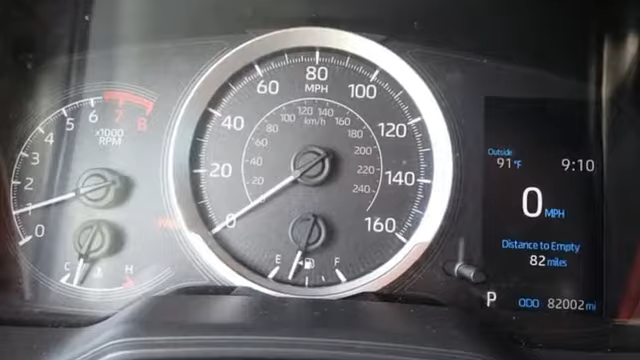 0
1
2
3
4
5
6
7
8
x1000
RPM
C
H
0
20
40
60
80
100
120
140
160
MPH
20
40
60
80
100
120
140
160
180
200
220
240
km/h
E
F
Outside
91°F
9:10
0 MPH
Distance to Empty
82 miles
P
ODO 82002 mi